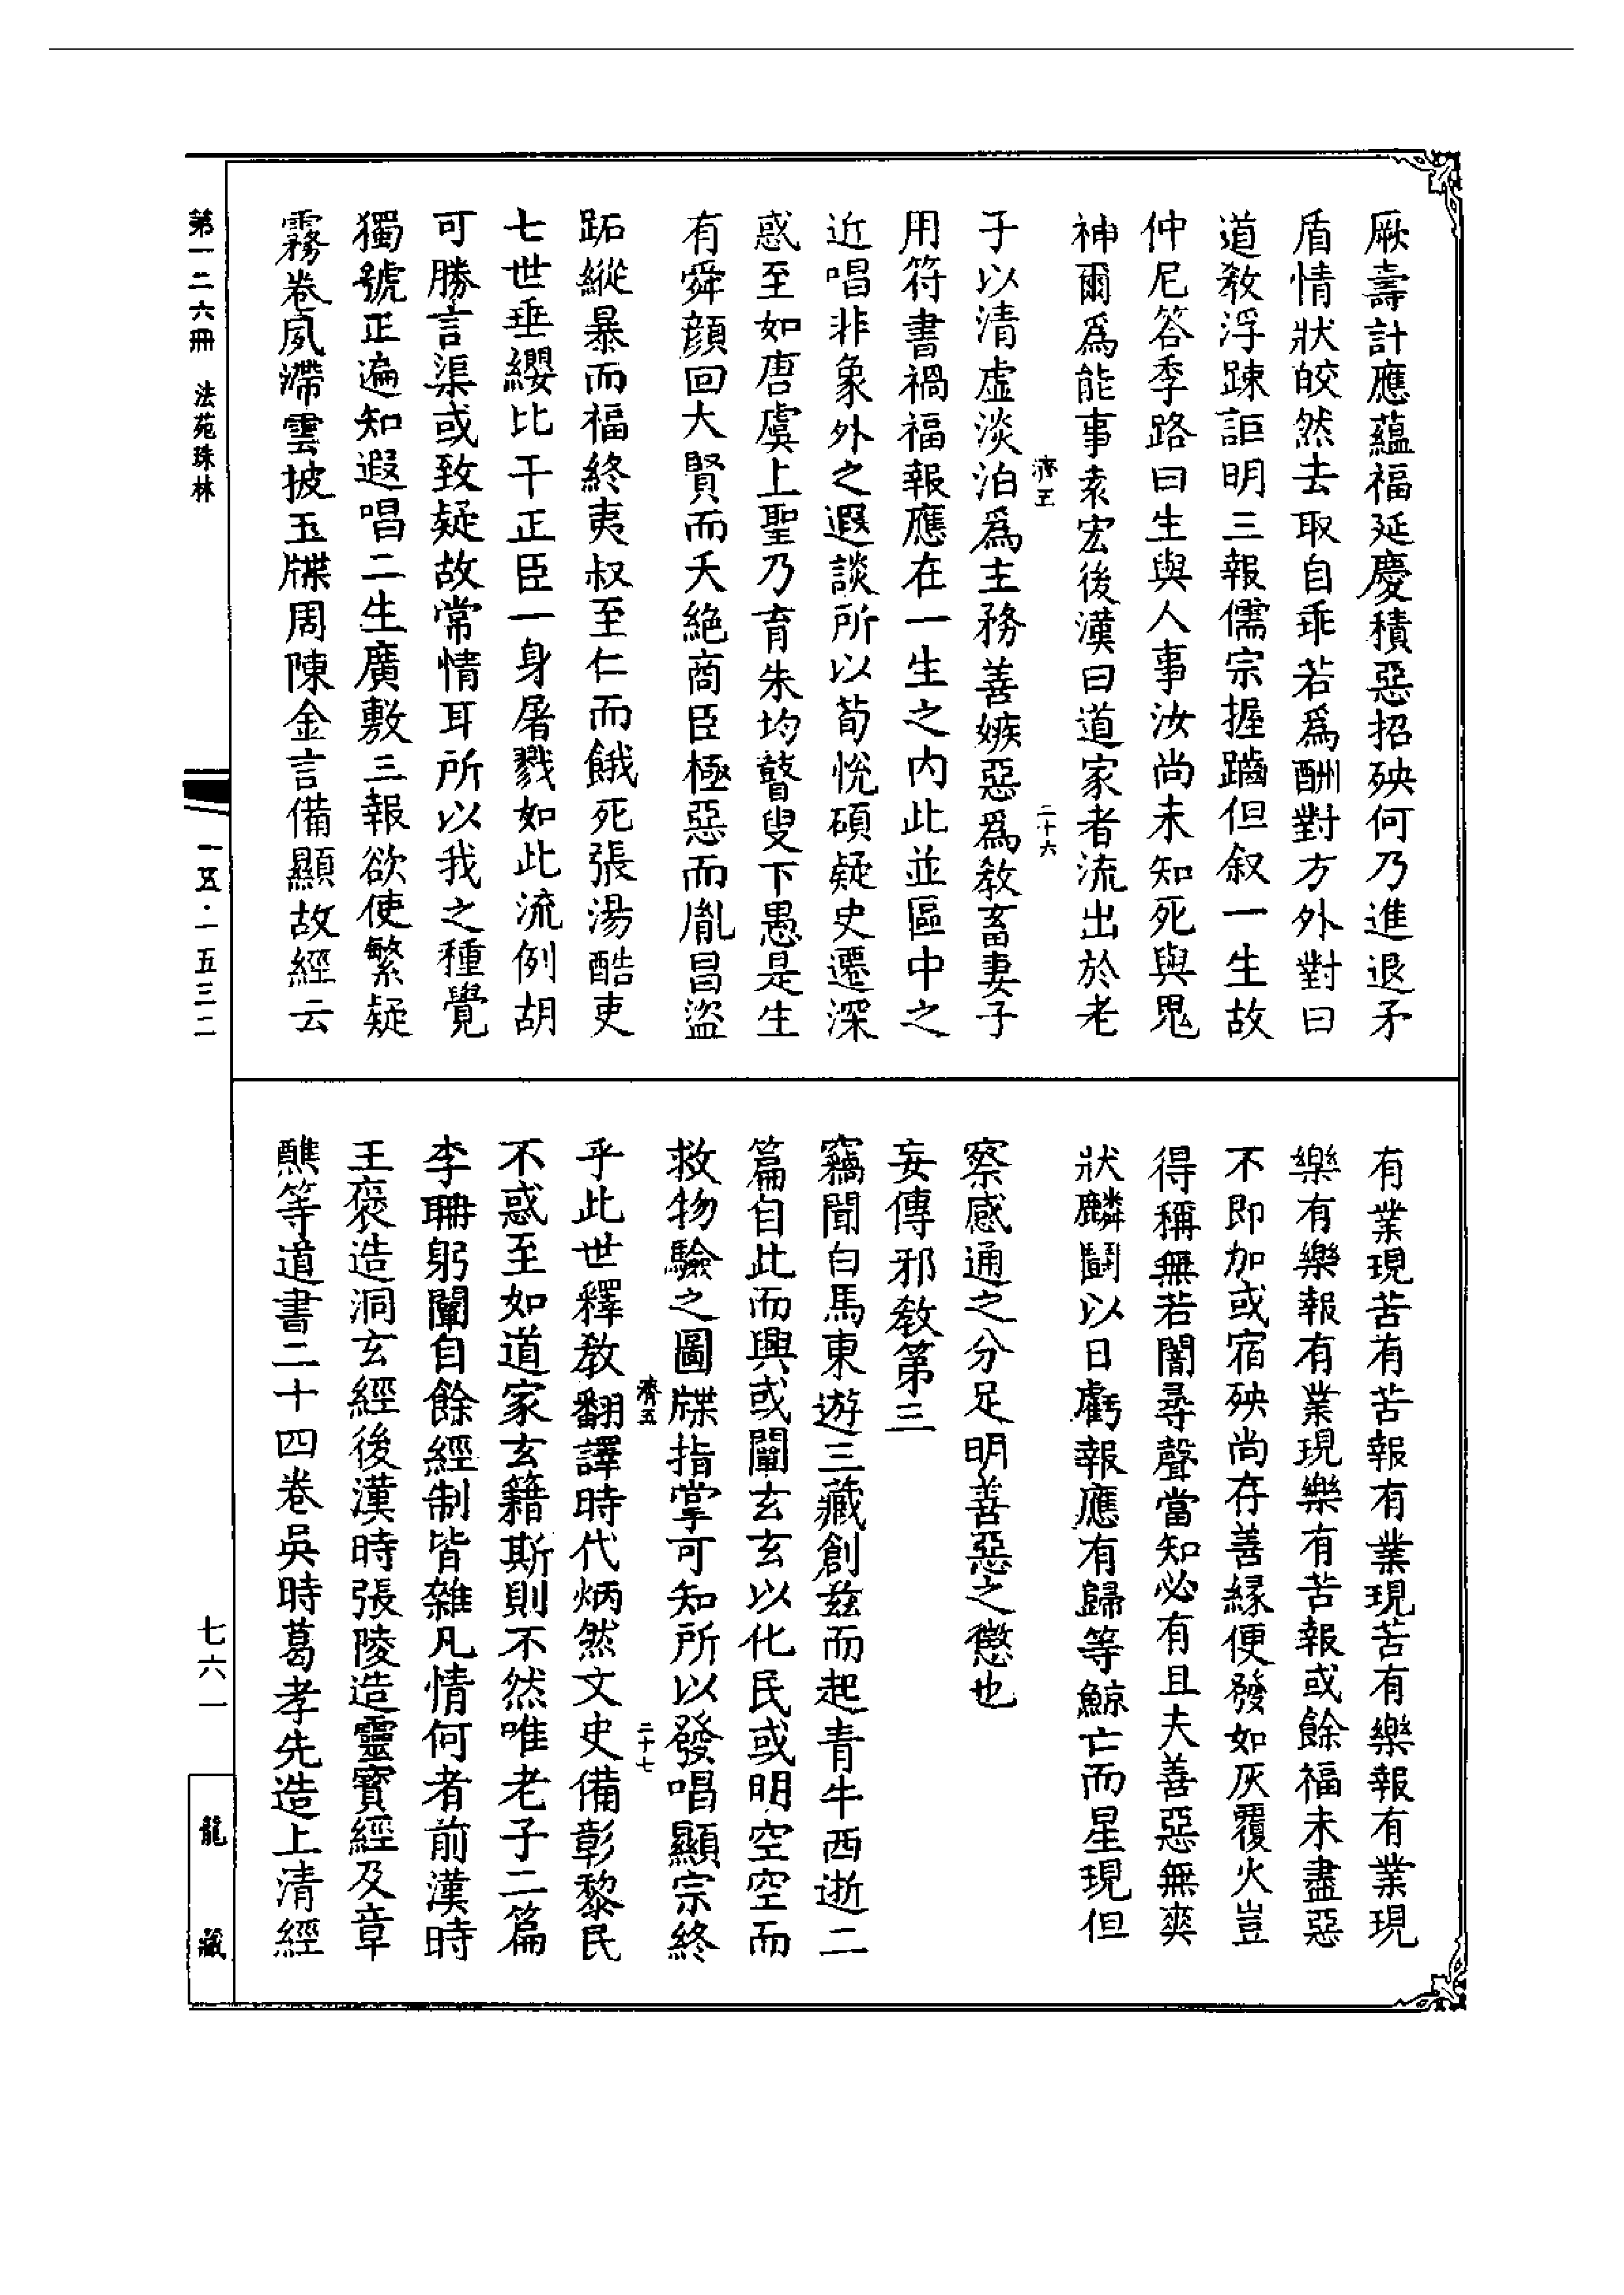 厥壽計應蘊福延慶積惡招殃何乃進退矛
盾情狀皎然去取自乖若爲酬對方外對曰
道教浮踈詎明三報儒宗握齱但叙一生故
仲尼答季路曰生與人事汝尚未知死與鬼
神爾爲能事袁宏後漢曰道家者流出於老
濟五
二十六
子以清虛淡泊爲主務善嫉惡爲教畜妻子
用符書禍福報應在一生之内此並區中之
近唱非象外之遐談所以荀悅碩疑史遷深
惑至如唐虞上聖乃育朱均瞽叟下愚是生
有舜顔回大賢而夭絶商臣極惡而胤昌盜
跖縱暴而福終夷叔至仁而餓死張湯酷吏
七世垂纓比干正臣一身屠戮如此流例胡
可勝言渠或致疑故常情耳所以我之種覺
獨號正遍知遐唱二生廣敷三報欲使繁疑
霧卷夙滯雲披玉牒周陳金言備顯故經云
有業現苦有苦報有業現苦有樂報有業現
樂有樂報有業現樂有苦報或餘福未盡惡
不即加或宿殃尚存善緣便發如灰覆火豈
得稱無若闇尋聲當知必有且夫善惡無爽
狀麟鬪以日虧報應有歸等鯨亡而星現但
察感通之分足明善惡之徵也
妄傳邪教第三
竊聞白馬東遊三藏創兹而起青牛西逝二
篇自此而興或闡玄玄以化民或明空空而
救物驗之圖牒指掌可知所以發唱顯宗終
濟五
二十七
乎此世釋教翻譯時代炳然文史備彰黎民
不惑至如道家玄籍斯則不然唯老子二篇
李聃躬闡自餘經制皆雜凡情何者前漢時
王褒造洞玄經後漢時張陵造靈寶經及章
醮等道書二十四卷吳時葛孝先造上清經
第一二六冊 法苑珠林
一五·一五三二
七六一
龍藏